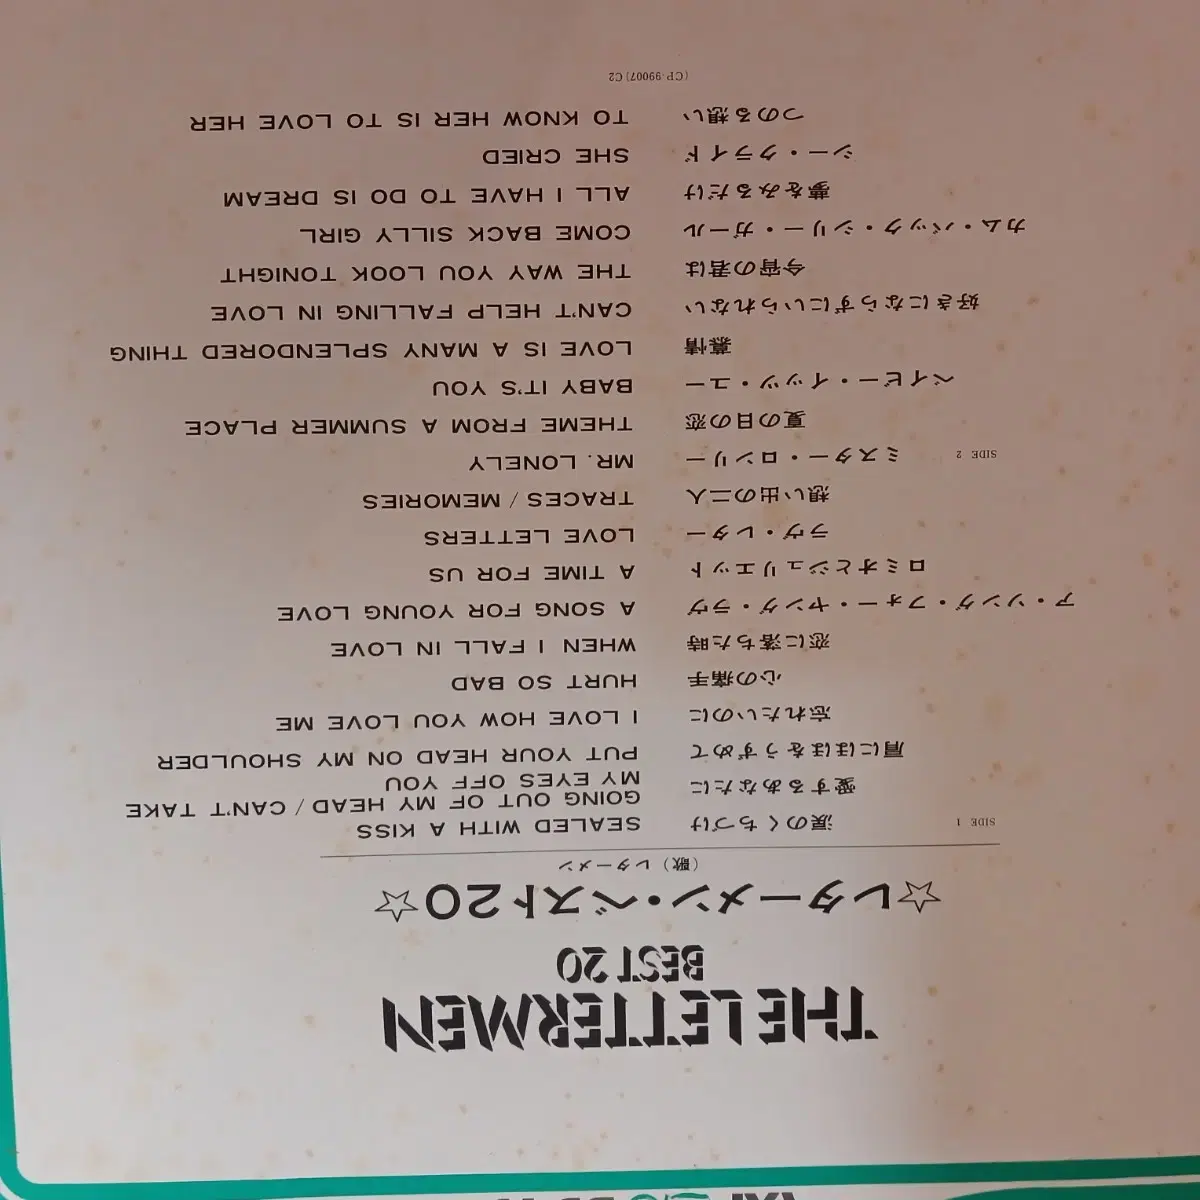 THE LETTERMEN
BEST 20
☆レターメン・ベスト20☆
(歌) レターメン
SIDE 1 涙のくちづけ SEALED WITH A KISS
愛するあなたに GOING OUT OF MY HEAD / CAN'T TAKE
MY EYES OFF YOU
肩にほほをうずめて PUT YOUR HEAD ON MY SHOULDER
忘れたいのに I LOVE HOW YOU LOVE ME
心の痛手 HURT SO BAD
恋に落ちた時 WHEN I FALL IN LOVE
ア・ソング・フォー・ヤング・ラヴ A SONG FOR YOUNG LOVE
ロミオとジュリエット A TIME FOR US
ラヴ・レター LOVE LETTERS
想い出の二人 TRACES / MEMORIES
SIDE 2 ミスター・ロンリー MR. LONELY
夏の日の恋 THEME FROM A SUMMER PLACE
ベイビー・イッツ・ユー BABY IT'S YOU
慕情 LOVE IS A MANY SPLENDORED THING
好きにならずにいられない CAN'T HELP FALLING IN LOVE
今宵の君は THE WAY YOU LOOK TONIGHT
カム・バック・シリー・ガール COME BACK SILLY GIRL
夢をみるだけ ALL I HAVE TO DO IS DREAM
シー・クライド SHE CRIED
つのる想い TO KNOW HER IS TO LOVE HER
(CP-99007) C2